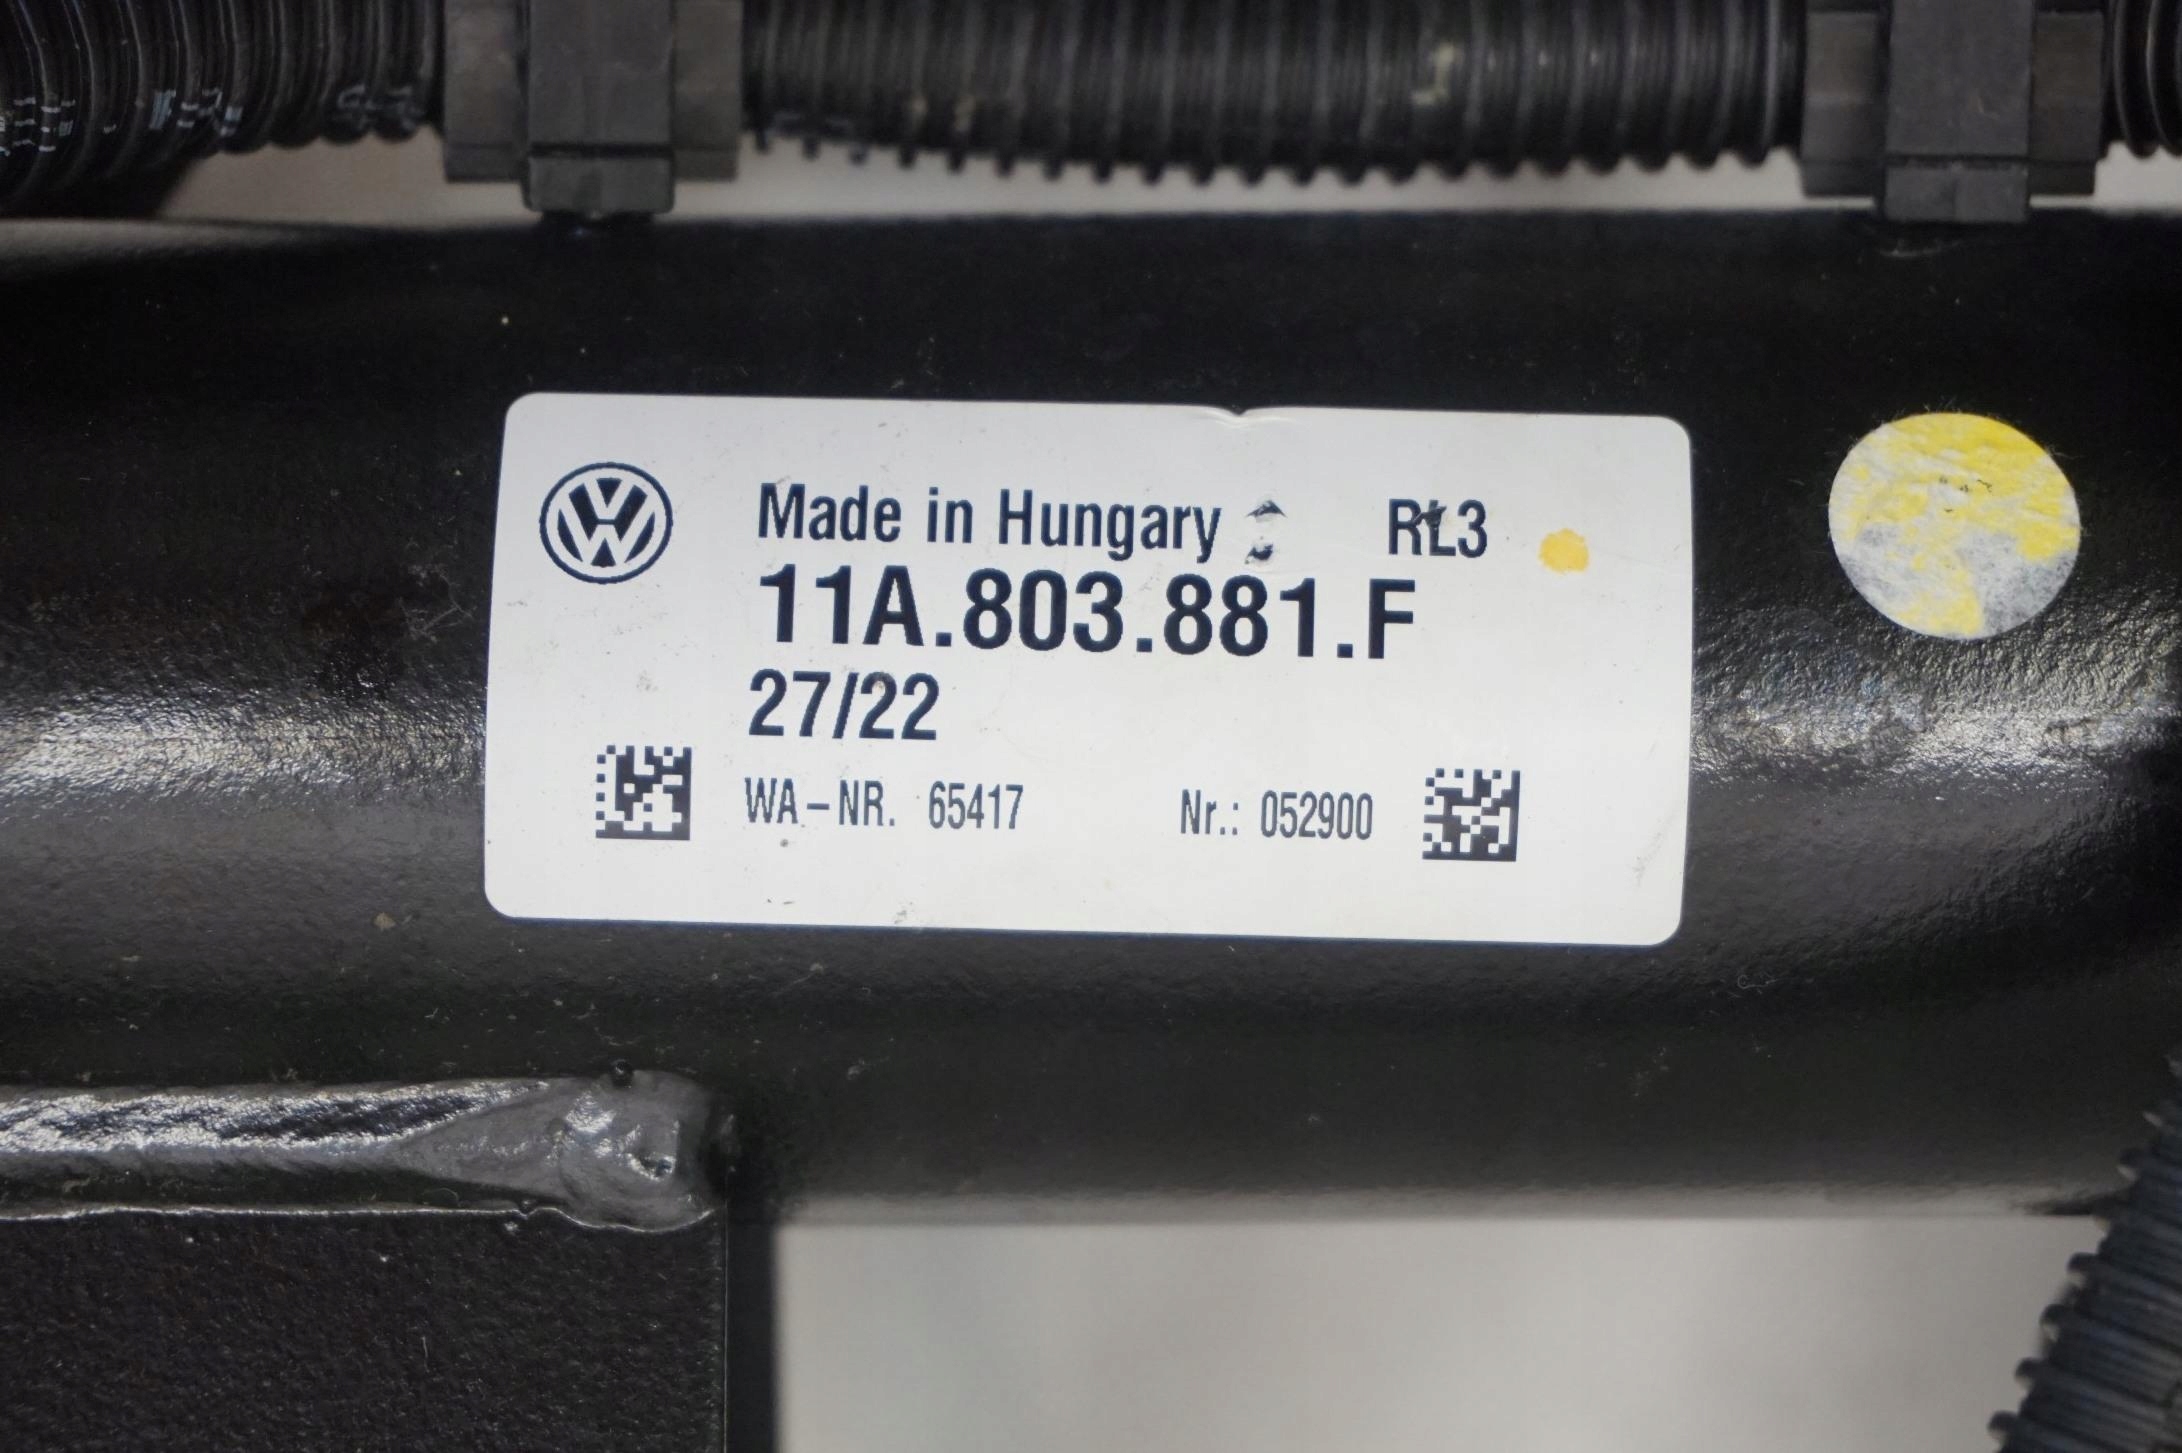 Made in Hungary RL3
11A.803.881.F
27/22
WA-NR. 65417 Nr.: 052900